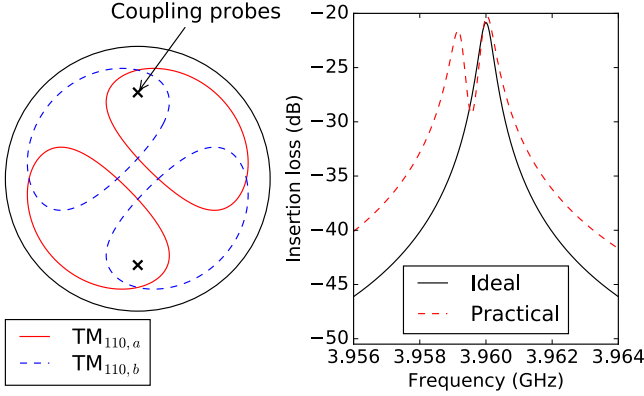 Coupling probes
TM110,a
TM110,b
Insertion loss (dB)
−20
−25
−30
−35
−40
−45
−50
Ideal
Practical
3.956 3.958 3.960 3.962 3.964
Frequency (GHz)